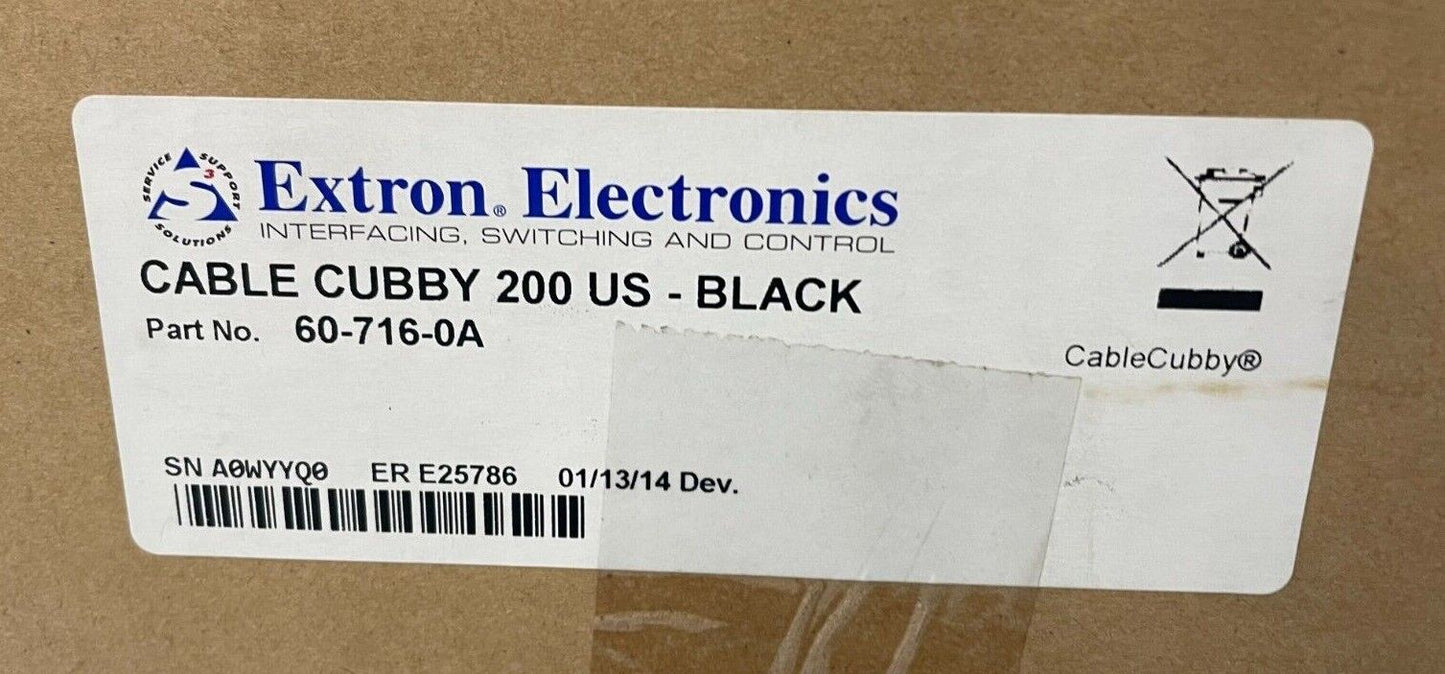 SERVICE SUPPORT SOLUTIONS
S3
Extron® Electronics
INTERFACING, SWITCHING AND CONTROL
CABLE CUBBY 200 US - BLACK
Part No. 60-716-0A
CableCubby®
SN A0WYYQ0 ER E25786 01/13/14 Dev.